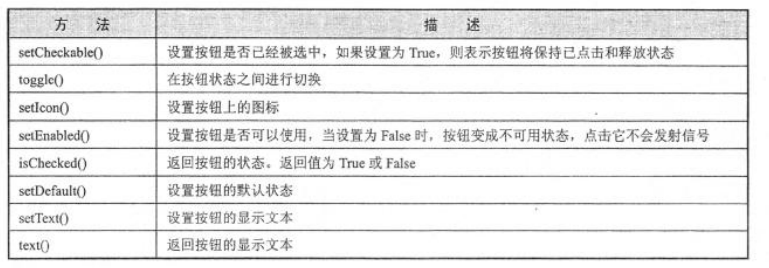 方 法 描 述
setCheckable() 设置按钮是否已经被选中，如果设置为 True，则表示按钮将保持已点击和释放状态
toggle() 在按钮状态之间进行切换
setIcon() 设置按钮上的图标
setEnabled() 设置按钮是否可以使用，当设置为 False 时，按钮变成不可用状态，点击它不会发射信号
isChecked() 返回按钮的状态。返回值为 True 或 False
setDefault() 设置按钮的默认状态
setText() 设置按钮的显示文本
text() 返回按钮的显示文本